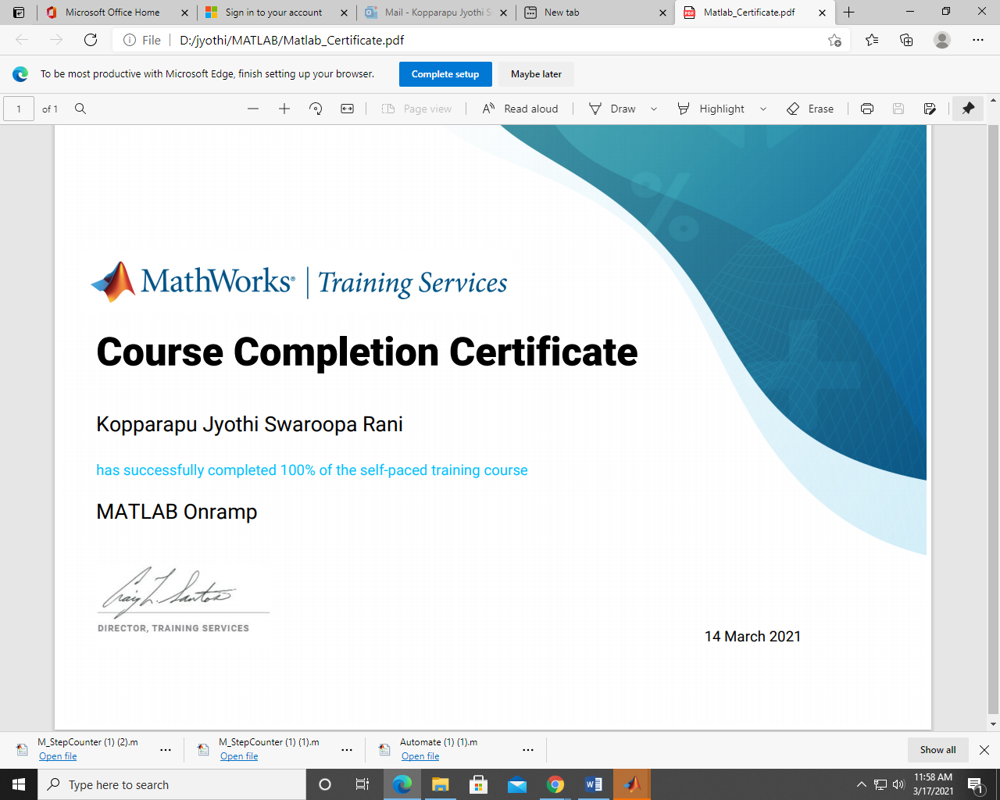 Microsoft Office Home
Sign in to your account
Mail - Kopparapu Jyothi S
New tab
Matlab_Certificate.pdf
File
D:/jyothi/MATLAB/Matlab_Certificate.pdf
To be most productive with Microsoft Edge, finish setting up your browser.
Complete setup
Maybe later
1 of 1
Page view
Read aloud
Draw
Highlight
Erase
MathWorks® | Training Services
Course Completion Certificate
Kopparapu Jyothi Swaroopa Rani
has successfully completed 100% of the self-paced training course
MATLAB Onramp
Craig L. Santos
DIRECTOR, TRAINING SERVICES
14 March 2021
M_StepCounter (1) (2).m
Open file
M_StepCounter (1) (1).m
Open file
Automate (1) (1).m
Open file
Show all
Type here to search
11:58 AM
3/17/2021
1